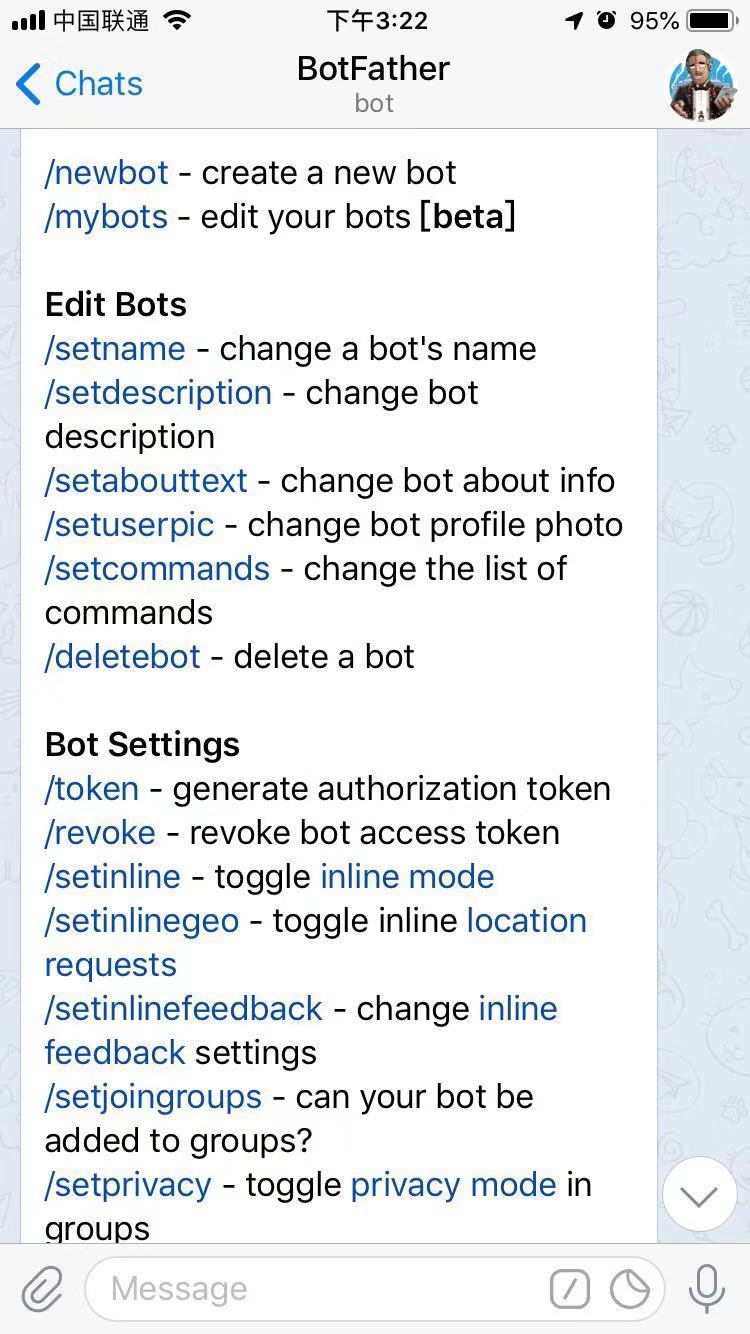 中国联通 下午3:22 95%
Chats BotFather
bot
/newbot - create a new bot
/mybots - edit your bots [beta]
Edit Bots
/setname - change a bot's name
/setdescription - change bot
description
/setabouttext - change bot about info
/setuserpic - change bot profile photo
/setcommands - change the list of
commands
/deletebot - delete a bot
Bot Settings
/token - generate authorization token
/revoke - revoke bot access token
/setinline - toggle inline mode
/setinlinegeo - toggle inline location
requests
/setinlinefeedback - change inline
feedback settings
/setjoingroups - can your bot be
added to groups?
/setprivacy - toggle privacy mode in
groups
Message